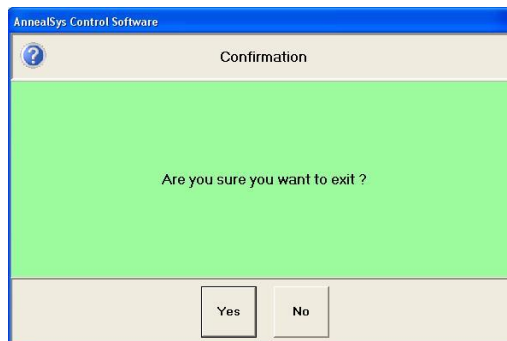 AnnealSys Control Software
Confirmation
Are you sure you want to exit ?
Yes No